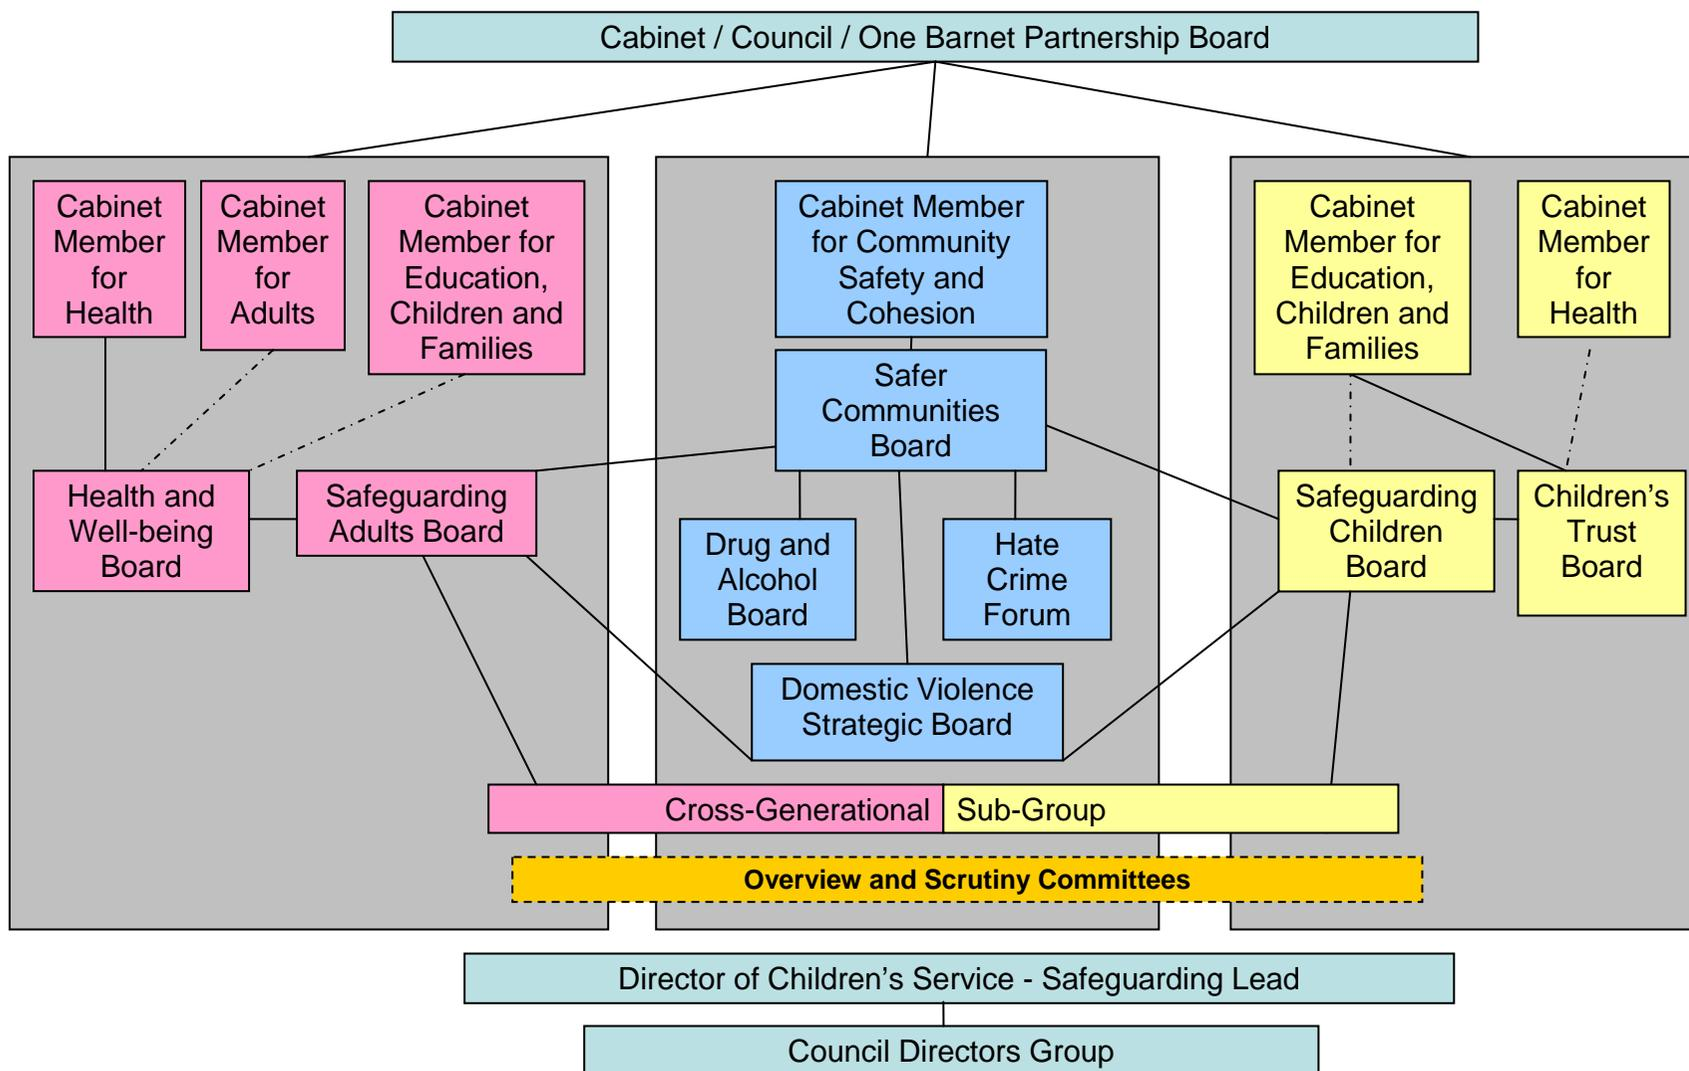 Cabinet / Council / One Barnet Partnership Board
Cabinet
Member
for
Health
Cabinet
Member
for
Adults
Cabinet
Member for
Education,
Children and
Families
Cabinet Member
for Community
Safety and
Cohesion
Cabinet
Member for
Education,
Children and
Families
Cabinet
Member
for
Health
Safer
Communities
Board
Health and
Well-being
Board
Safeguarding
Adults Board
Drug and
Alcohol
Board
Hate
Crime
Forum
Safeguarding
Children
Board
Children’s
Trust
Board
Domestic Violence
Strategic Board
Cross-Generational Sub-Group
Overview and Scrutiny Committees
Director of Children’s Service - Safeguarding Lead
Council Directors Group